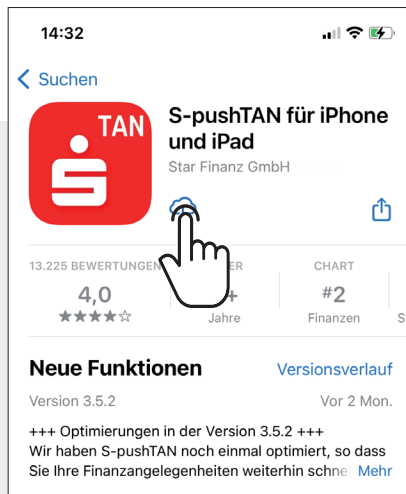 14:32
Suchen
TAN
S-pushTAN für iPhone
und iPad
Star Finanz GmbH
13.225 BEWERTUNGEN
ER
CHART
4,0
+
#2
★★★★☆
Jahre
Finanzen
S
Neue Funktionen
Versionsverlauf
Version 3.5.2
Vor 2 Mon.
+++ Optimierungen in der Version 3.5.2 +++
Wir haben S-pushTAN noch einmal optimiert, so dass
Sie Ihre Finanzangelegenheiten weiterhin schne Mehr